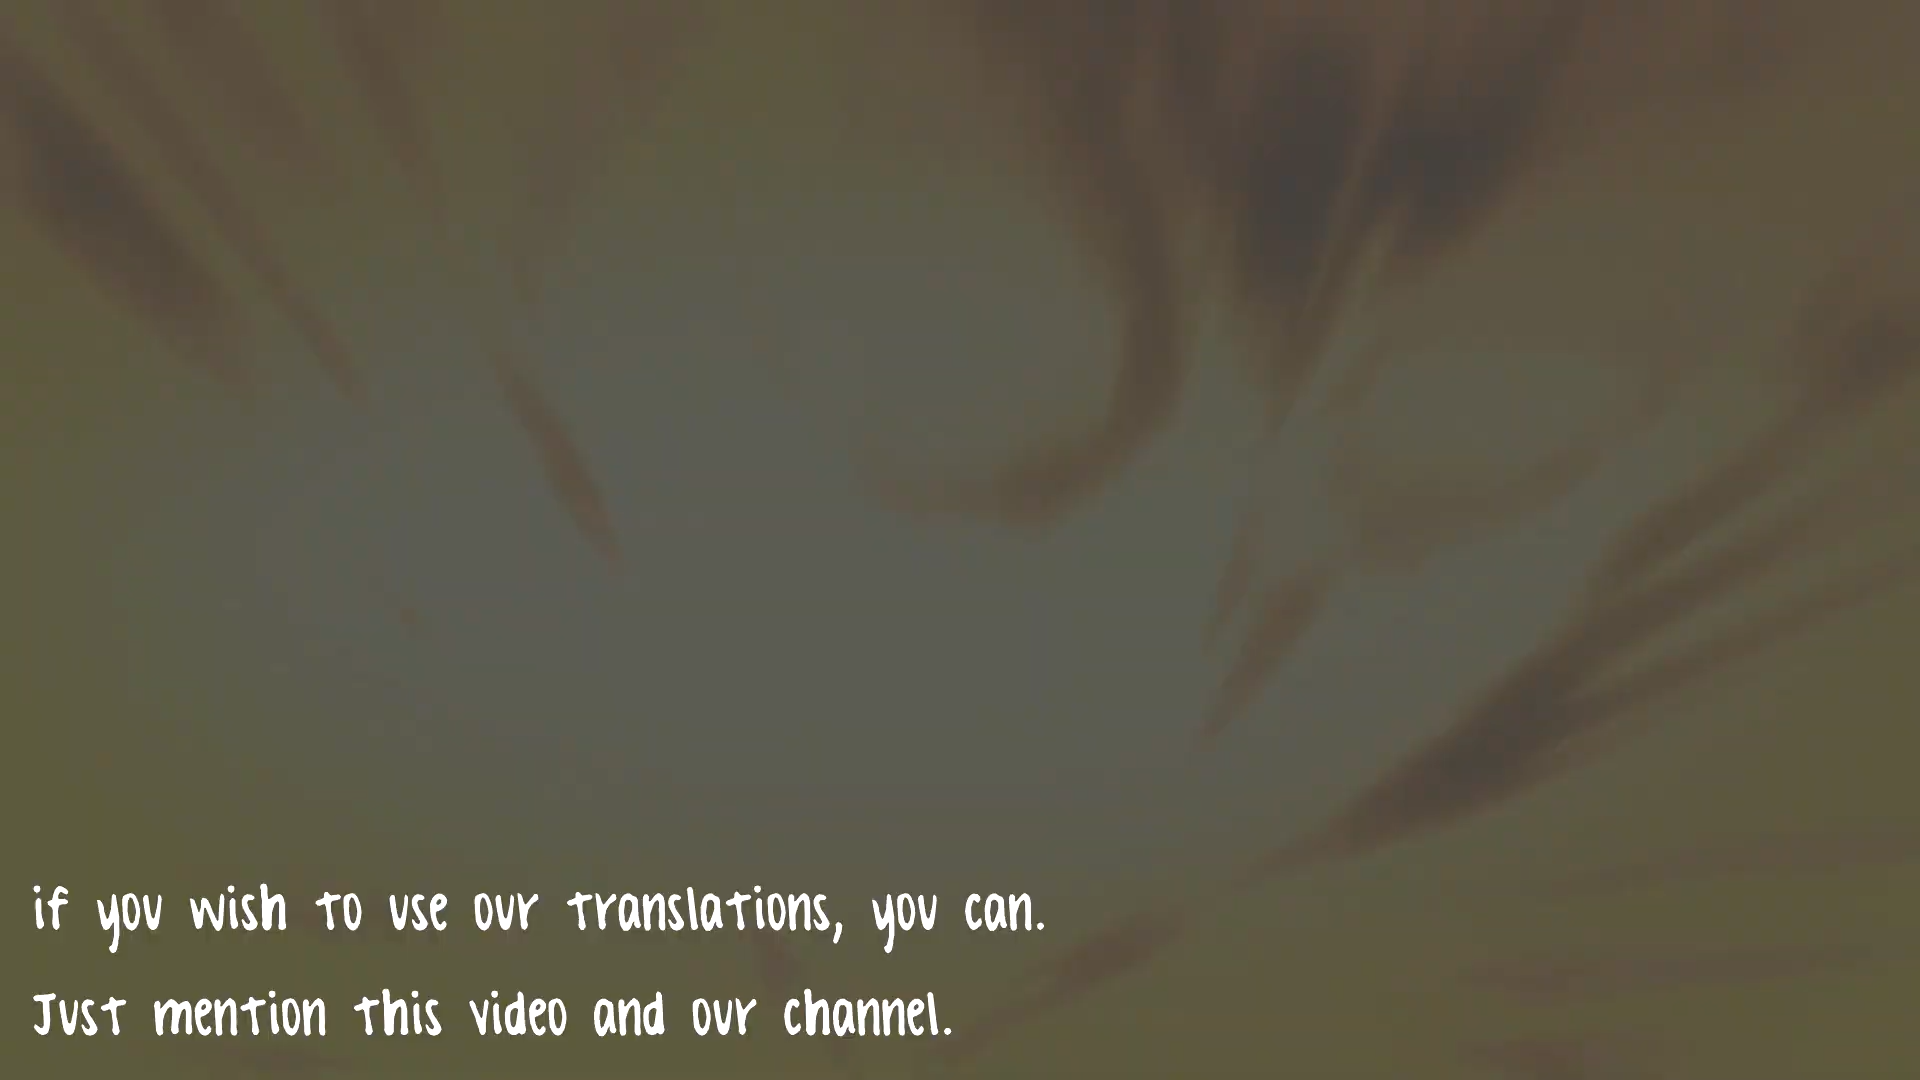 if you wish to use our translations, you can.
Just mention this video and our channel.